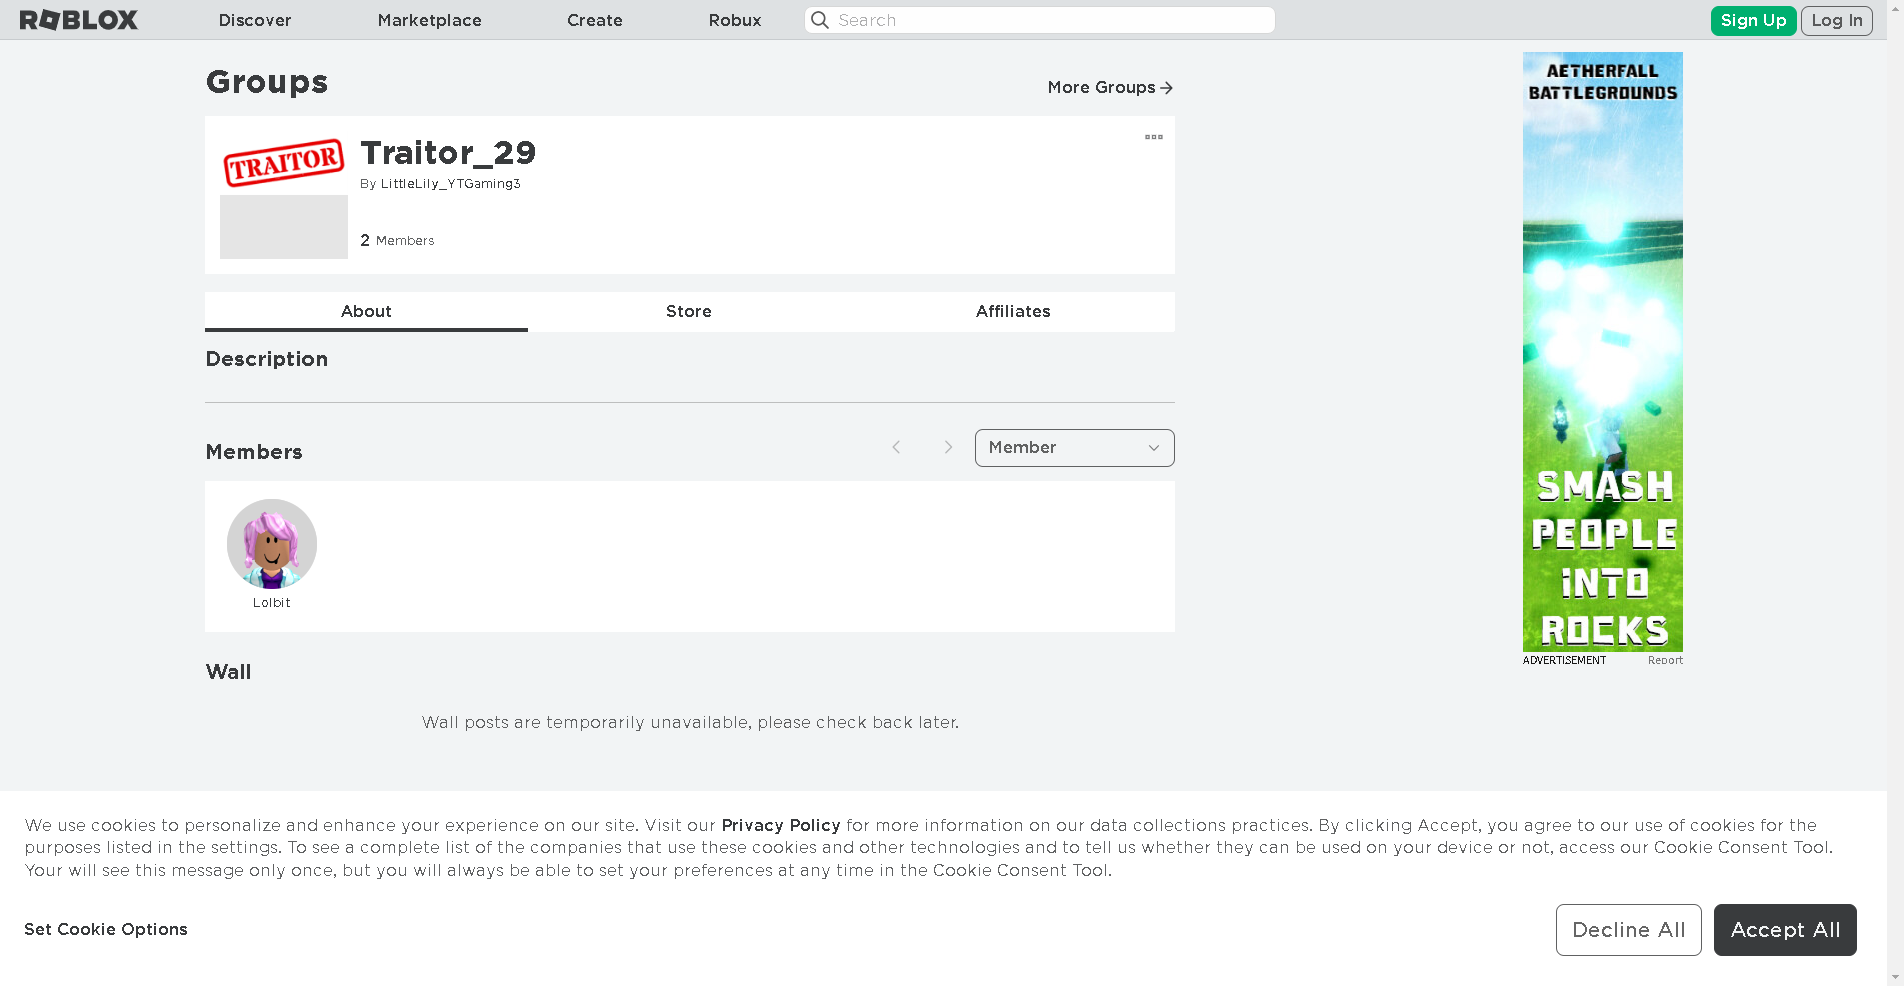 ROBLOX
Discover
Marketplace
Create
Robux
Search
Sign Up
Log In
Groups
More Groups
TRAITOR
Traitor_29
By LittleLily_YTGaming3
2 Members
About
Store
Affiliates
Description
Members
Member
Lolbit
Wall
Wall posts are temporarily unavailable, please check back later.
AETHERFALL
BATTLEGROUNDS
SMASH
PEOPLE
INTO
ROCKS
ADVERTISEMENT
Report
We use cookies to personalize and enhance your experience on our site. Visit our Privacy Policy for more information on our data collections practices. By clicking Accept, you agree to our use of cookies for the
purposes listed in the settings. To see a complete list of the companies that use these cookies and other technologies and to tell us whether they can be used on your device or not, access our Cookie Consent Tool.
Your will see this message only once, but you will always be able to set your preferences at any time in the Cookie Consent Tool.
Set Cookie Options
Decline All
Accept All